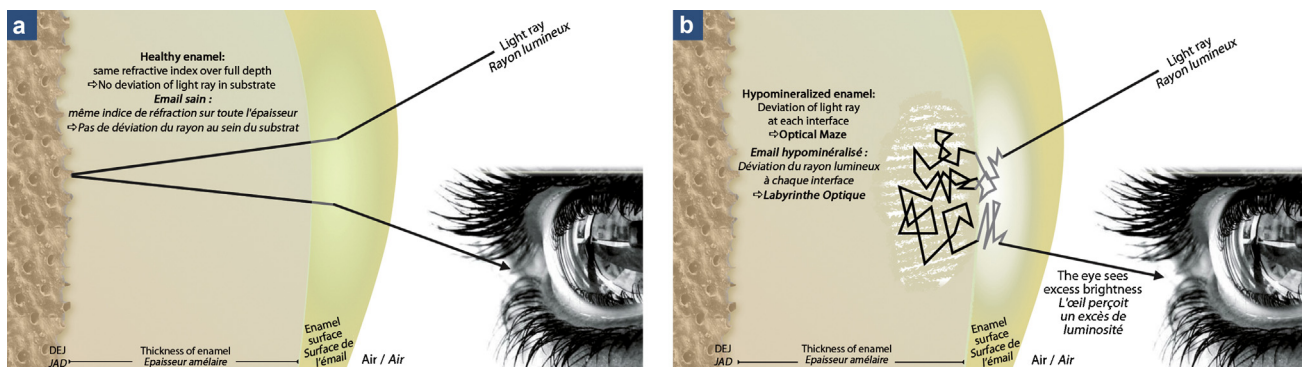 a
Healthy enamel:
same refractive index over full depth
⇨No deviation of light ray in substrate
Email sain :
même indice de réfraction sur toute l'épaisseur
⇨Pas de déviation du rayon au sein du substrat
Light ray
Rayon lumineux
DEJ
JAD
Thickness of enamel
Epaisseur amélaire
Enamel
surface
Surface de
l'émail
Air / Air
b
Hypomineralized enamel:
Deviation of light ray
at each interface
⇨Optical Maze
Email hypominéralisé :
Déviation du rayon lumineux
à chaque interface
⇨Labyrinthe Optique
Light ray
Rayon lumineux
The eye sees
excess brightness
L'œil perçoit
un excès de
luminosité
DEJ
JAD
Thickness of enamel
Epaisseur amélaire
Enamel
surface
Surface de
l'émail
Air / Air